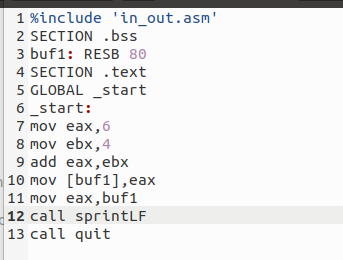 1 %include 'in_out.asm'
2 SECTION .bss
3 buf1: RESB 80
4 SECTION .text
5 GLOBAL _start
6 _start:
7 mov eax,6
8 mov ebx,4
9 add eax,ebx
10 mov [buf1],eax
11 mov eax,buf1
12 call sprintLF
13 call quit